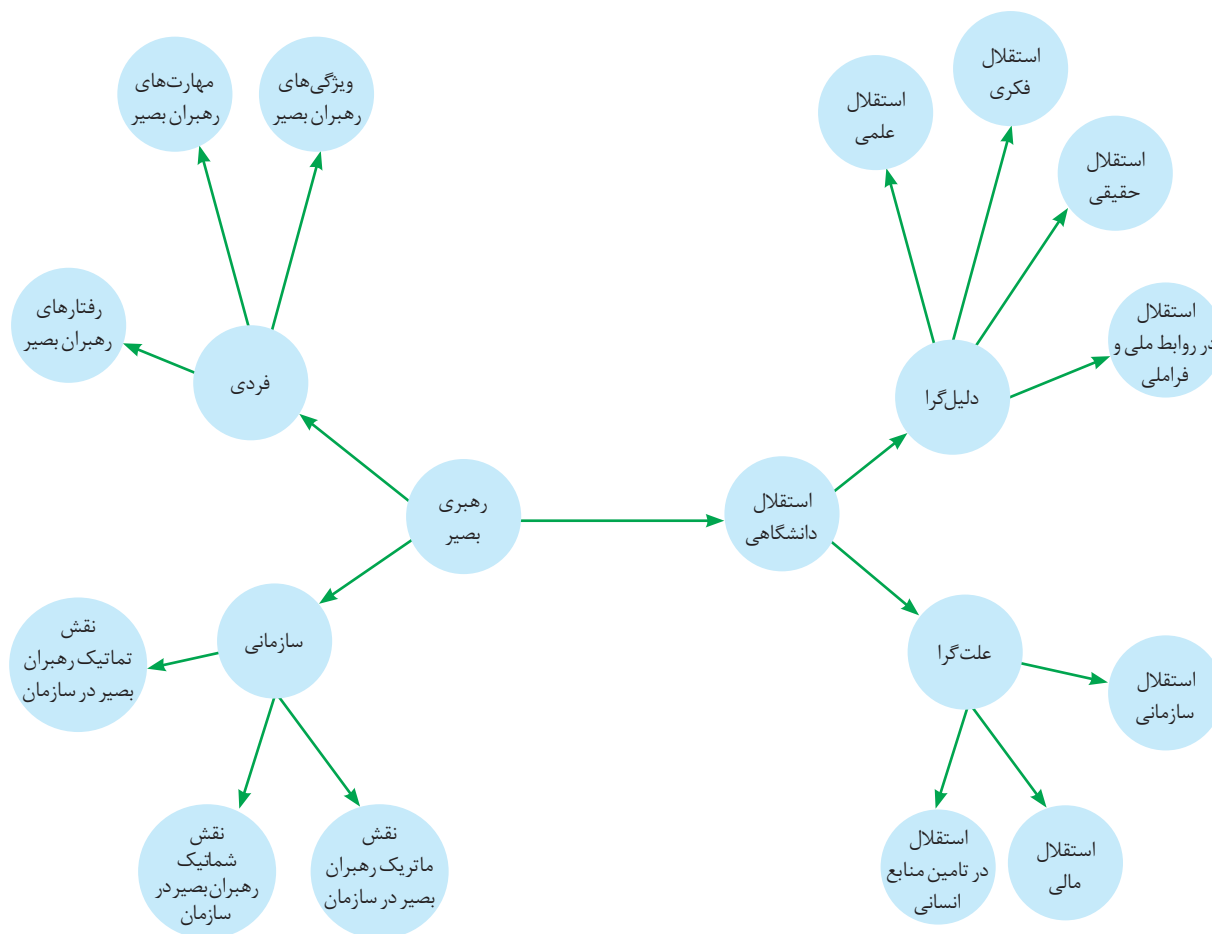 استقلال
فکری
استقلال
علمی
استقلال
حقیقی
استقلال
در روابط ملی و
فراملی
دلیل‌گرا
ویژگی‌های
رهبران بصیر
مهارت‌های
رهبران بصیر
رفتارهای
رهبران بصیر
فردی
استقلال
دانشگاهی
رهبری
بصیر
علت‌گرا
استقلال
سازمانی
استقلال
مالی
استقلال
در تامین منابع
انسانی
سازمانی
نقش
تماتیک رهبران
بصیر در سازمان
نقش
ماتریک رهبران
بصیر در سازمان
نقش
شماتیک
رهبران‌بصیر در
سازمان